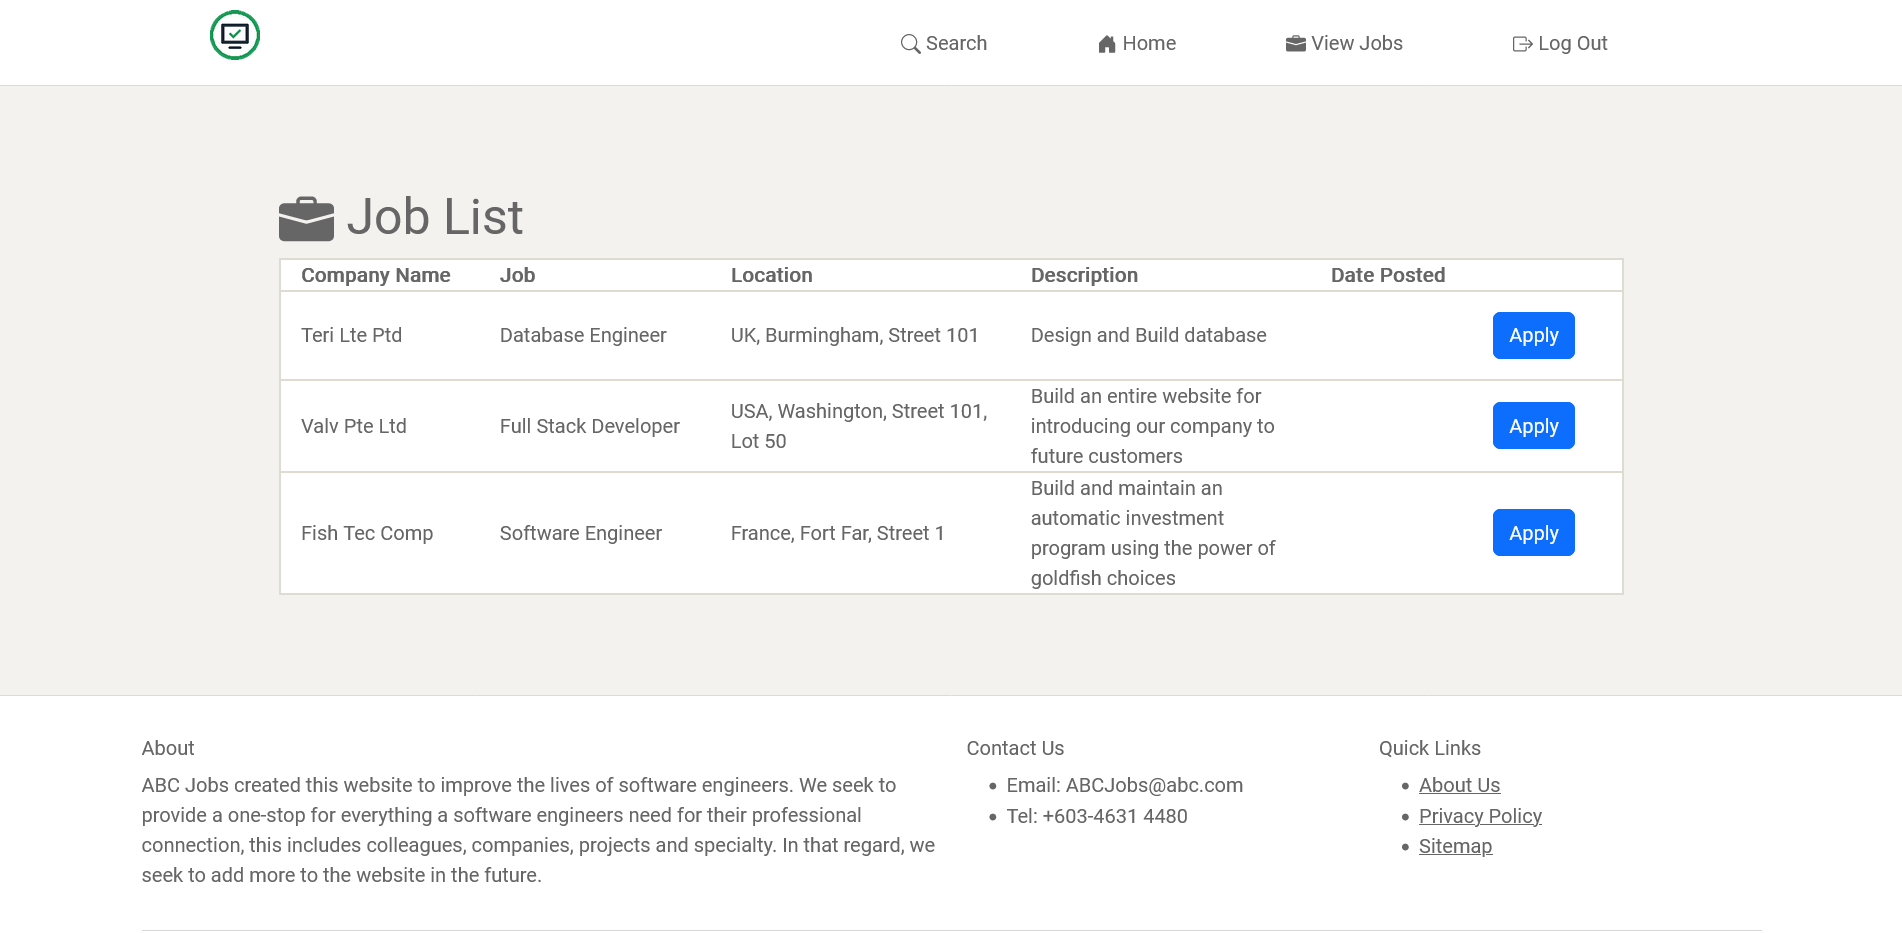 Search Home View Jobs Log Out
Job List
Company Name Job Location Description Date Posted
Teri Lte Ptd Database Engineer UK, Burmingham, Street 101 Design and Build database Apply
Valv Pte Ltd Full Stack Developer USA, Washington, Street 101, Lot 50 Build an entire website for introducing our company to future customers Apply
Fish Tec Comp Software Engineer France, Fort Far, Street 1 Build and maintain an automatic investment program using the power of goldfish choices Apply
About
ABC Jobs created this website to improve the lives of software engineers. We seek to
provide a one-stop for everything a software engineers need for their professional
connection, this includes colleagues, companies, projects and specialty. In that regard, we
seek to add more to the website in the future.
Contact Us
Email: ABCJobs@abc.com
Tel: +603-4631 4480
Quick Links
About Us
Privacy Policy
Sitemap